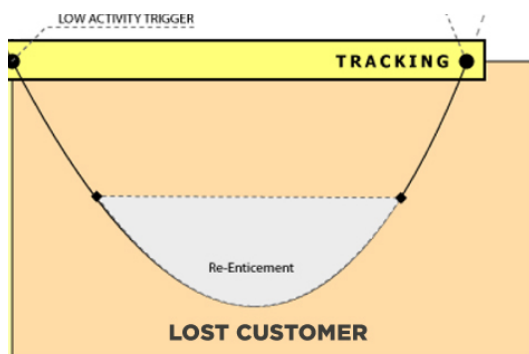 LOW ACTIVITY TRIGGER
TRACKING
Re-Enticement
LOST CUSTOMER